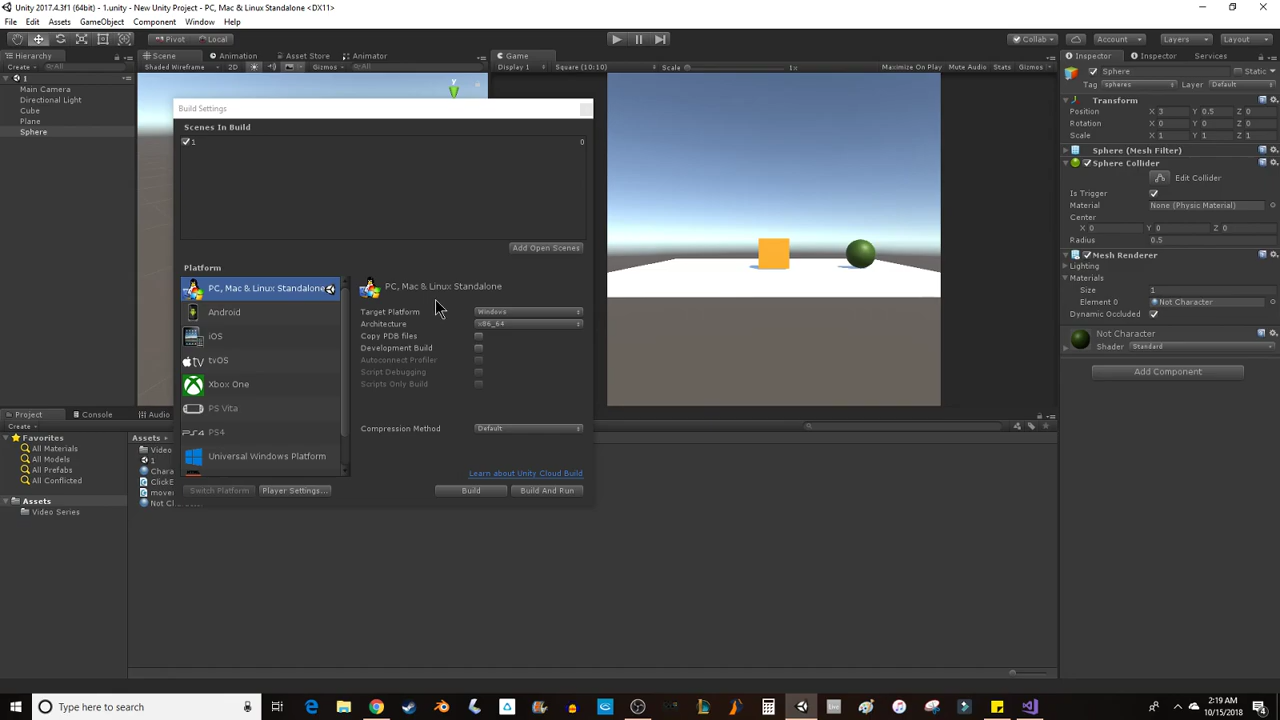 Unity 2017.4.3f1 (64bit) - 1.unity - New Unity Project - PC, Mac & Linux Standalone <DX11>
File Edit Assets GameObject Component Window Help
Pivot Local Collab Account Layers Layout
Hierarchy Scene Animation Asset Store Animator Game Inspector Inspector Services
Create All Shaded Wireframe 2D Gizmos All Display 1 Square (10:10) Scale 1x Maximize On Play Mute Audio Stats Gizmos
Sphere Static
Tag spheres Layer Default
1
Main Camera
Directional Light
Cube
Plane
Sphere
Build Settings
Scenes In Build
1 0
Add Open Scenes
Platform
PC, Mac & Linux Standalone
Android
iOS
tv tvOS
Xbox One
PS Vita
PS4 PS4
Universal Windows Platform
Switch Platform Player Settings...
PC, Mac & Linux Standalone
Target Platform Windows
Architecture x86_64
Copy PDB files
Development Build
Autoconnect Profiler
Script Debugging
Scripts Only Build
Compression Method Default
Learn about Unity Cloud Build
Build Build And Run
Transform
Position X 3 Y 0.5 Z 0
Rotation X 0 Y 0 Z 0
Scale X 1 Y 1 Z 1
Sphere (Mesh Filter)
Sphere Collider
Edit Collider
Is Trigger
Material None (Physic Material)
Center
X 0 Y 0 Z 0
Radius 0.5
Mesh Renderer
Lighting
Materials
Size 1
Element 0 Not Character
Dynamic Occluded
Not Character
Shader Standard
Add Component
Project Console Audio
Create
Favorites
All Materials
All Models
All Prefabs
All Conflicted
Assets
Video Series
Assets
Video
1
Chara
ClickE
move
Not C
Type here to search
2:19 AM
10/15/2018